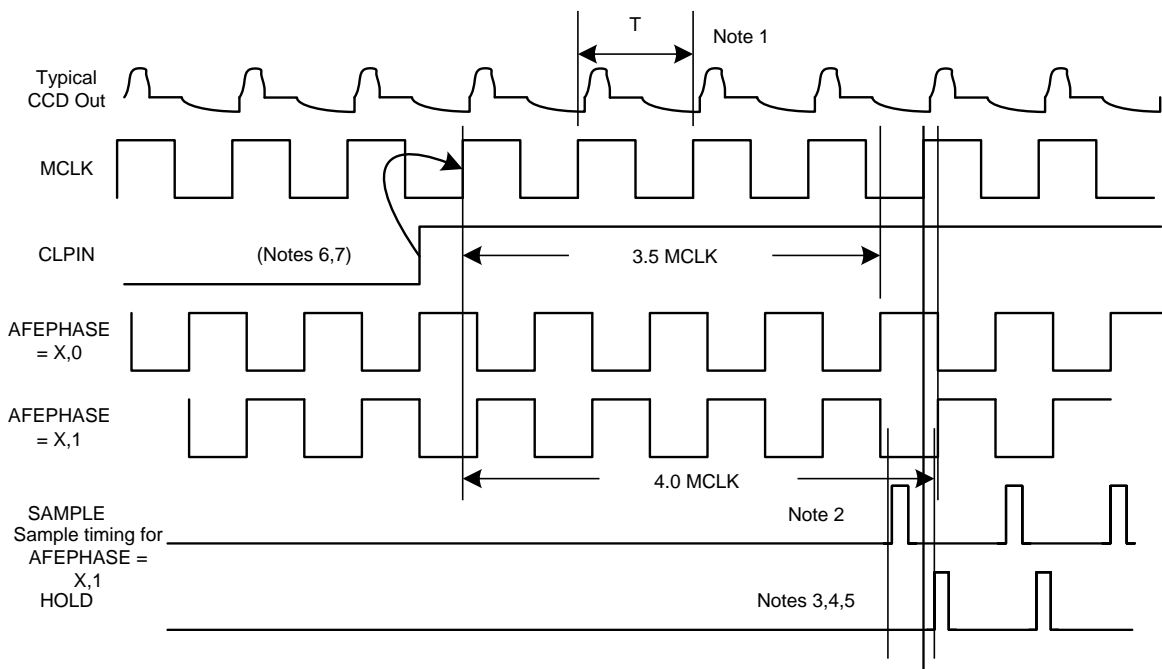 T
Note 1
Typical
CCD Out
MCLK
CLPIN
(Notes 6,7)
3.5 MCLK
AFEPHASE
= X,0
AFEPHASE
= X,1
4.0 MCLK
SAMPLE
Sample timing for
AFEPHASE =
X,1
Note 2
HOLD
Notes 3,4,5